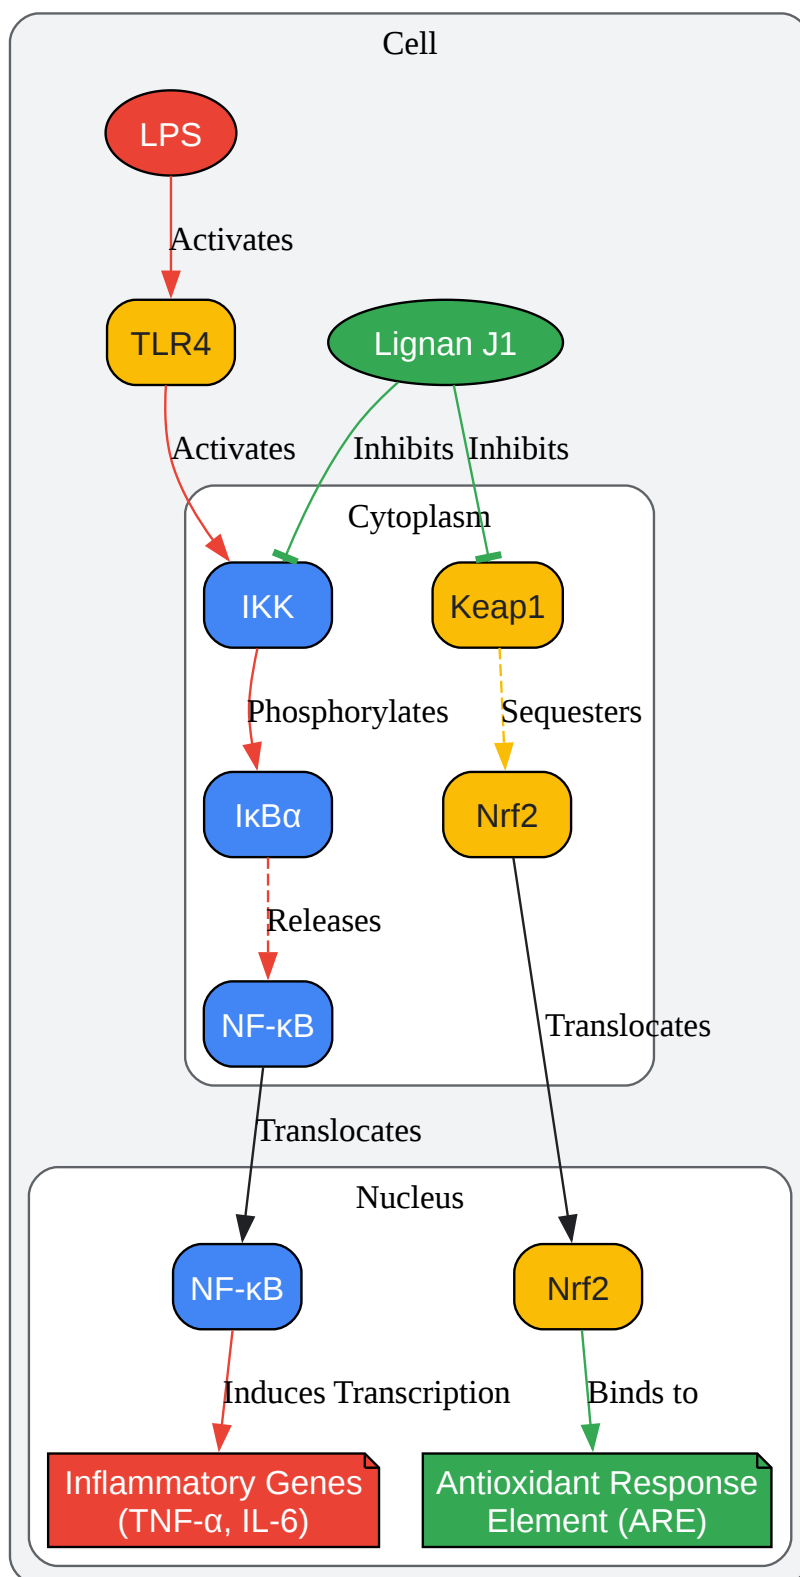 Cell
LPS
Activates
TLR4
Lignan J1
Activates
Inhibits
Inhibits
Cytoplasm
IKK
Keap1
Phosphorylates
Sequesters
IκBα
Nrf2
Releases
NF-κB
Translocates
Translocates
Nucleus
NF-κB
Nrf2
Induces Transcription
Binds to
Inflammatory Genes
(TNF-α, IL-6)
Antioxidant Response
Element (ARE)